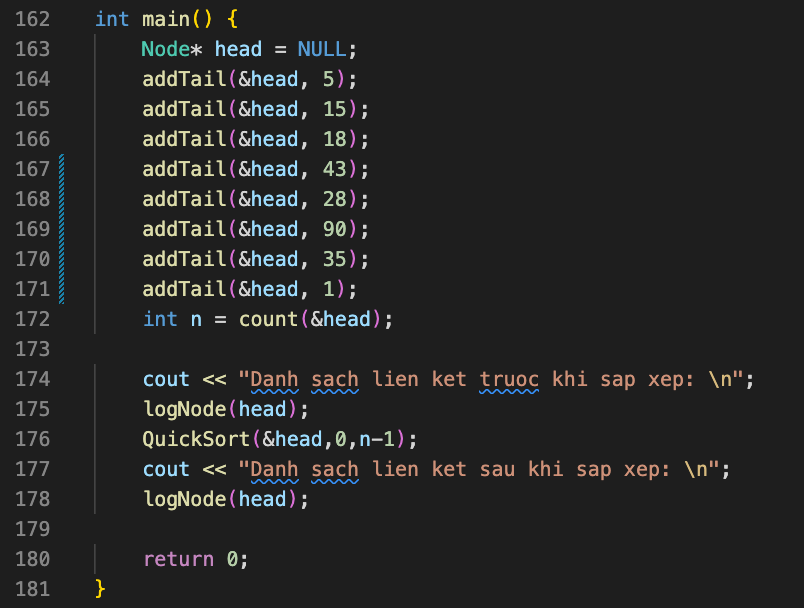 162 int main() {
163 Node* head = NULL;
164 addTail(&head, 5);
165 addTail(&head, 15);
166 addTail(&head, 18);
167 addTail(&head, 43);
168 addTail(&head, 28);
169 addTail(&head, 90);
170 addTail(&head, 35);
171 addTail(&head, 1);
172 int n = count(&head);
173
174 cout << "Danh sach lien ket truoc khi sap xep: \n";
175 logNode(head);
176 QuickSort(&head,0,n-1);
177 cout << "Danh sach lien ket sau khi sap xep: \n";
178 logNode(head);
179
180 return 0;
181 }